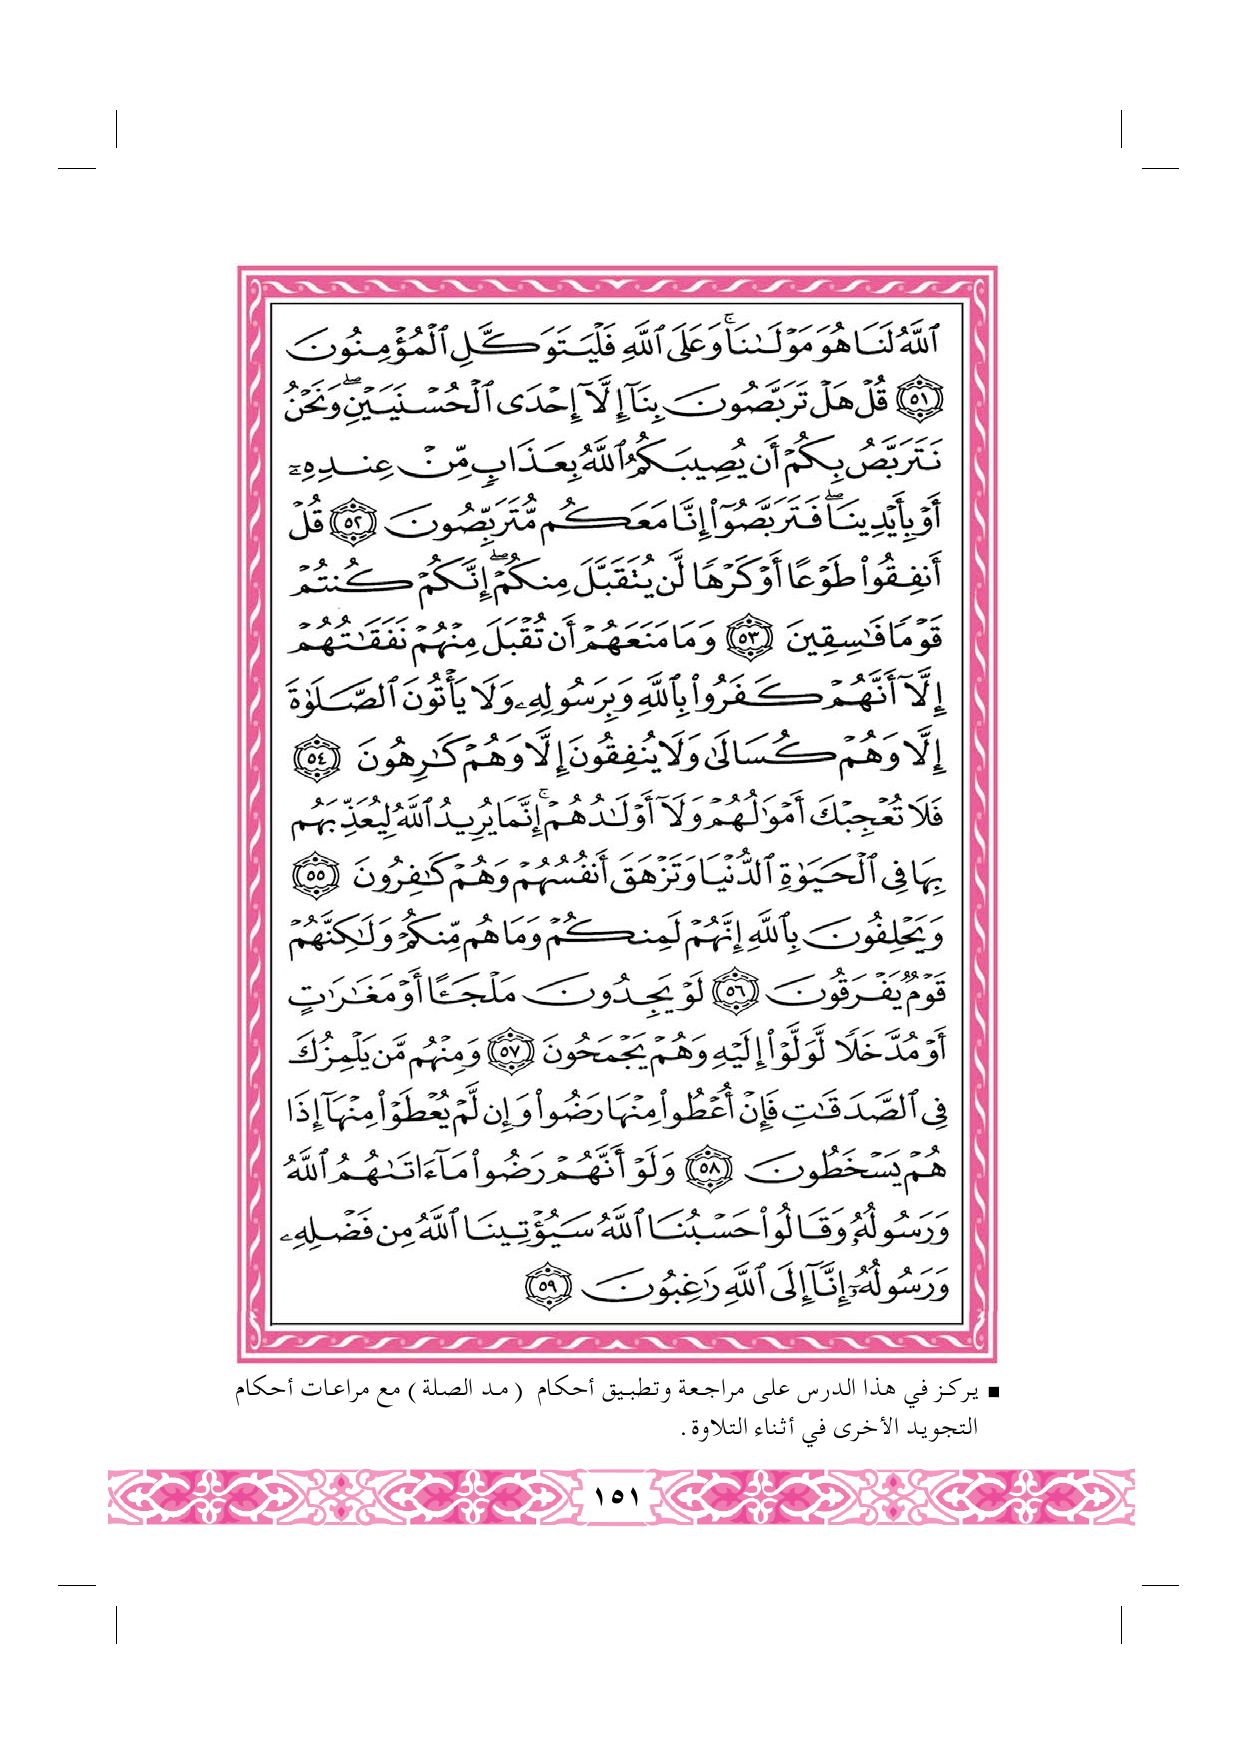 ٱللَّهُ لَنَا هُوَ مَوْلَىٰنَا ۚ وَعَلَى ٱللَّهِ فَلْيَتَوَكَّلِ ٱلْمُؤْمِنُونَ
﴿٥١﴾ قُلْ هَلْ تَرَبَّصُونَ بِنَآ إِلَّآ إِحْدَى ٱلْحُسْنَيَيْنِ ۖ وَنَحْنُ
نَتَرَبَّصُ بِكُمْ أَن يُصِيبَكُمُ ٱللَّهُ بِعَذَابٍ مِّنْ عِندِهِۦٓ
أَوْ بِأَيْدِينَا ۖ فَتَرَبَّصُوٓا۟ إِنَّا مَعَكُم مُّتَرَبِّصُونَ ﴿٥٢﴾ قُلْ
أَنفِقُوا۟ طَوْعًا أَوْ كَرْهًا لَّن يُتَقَبَّلَ مِنكُمْ ۖ إِنَّكُمْ كُنتُمْ
قَوْمًا فَـٰسِقِينَ ﴿٥٣﴾ وَمَا مَنَعَهُمْ أَن تُقْبَلَ مِنْهُمْ نَفَقَـٰتُهُمْ
إِلَّآ أَنَّهُمْ كَفَرُوا۟ بِٱللَّهِ وَبِرَسُولِهِۦ وَلَا يَأْتُونَ ٱلصَّلَوٰةَ
إِلَّا وَهُمْ كُسَالَىٰ وَلَا يُنفِقُونَ إِلَّا وَهُمْ كَـٰرِهُونَ ﴿٥٤﴾
فَلَا تُعْجِبْكَ أَمْوَٰلُهُمْ وَلَآ أَوْلَـٰدُهُمْ ۚ إِنَّمَا يُرِيدُ ٱللَّهُ لِيُعَذِّبَهُم
بِهَا فِى ٱلْحَيَوٰةِ ٱلدُّنْيَا وَتَزْهَقَ أَنفُسُهُمْ وَهُمْ كَـٰفِرُونَ ﴿٥٥﴾
وَيَحْلِفُونَ بِٱللَّهِ إِنَّهُمْ لَمِنكُمْ وَمَا هُم مِّنكُمْ وَلَـٰكِنَّهُمْ
قَوْمٌ يَفْرَقُونَ ﴿٥٦﴾ لَوْ يَجِدُونَ مَلْجَـًٔا أَوْ مَغَـٰرَٰتٍ
أَوْ مُدَّخَلًا لَّوَلَّوْا۟ إِلَيْهِ وَهُمْ يَجْمَحُونَ ﴿٥٧﴾ وَمِنْهُم مَّن يَلْمِزُكَ
فِى ٱلصَّدَقَـٰتِ فَإِنْ أُعْطُوا۟ مِنْهَا رَضُوا۟ وَإِن لَّمْ يُعْطَوْا۟ مِنْهَآ إِذَا
هُمْ يَسْخَطُونَ ﴿٥٨﴾ وَلَوْ أَنَّهُمْ رَضُوا۟ مَآ ءَاتَىٰهُمُ ٱللَّهُ
وَرَسُولُهُۥ وَقَالُوا۟ حَسْبُنَا ٱللَّهُ سَيُؤْتِينَا ٱللَّهُ مِن فَضْلِهِۦ
وَرَسُولُهُۥٓ إِنَّآ إِلَى ٱللَّهِ رَٰغِبُونَ ﴿٥٩﴾
■ يركز في هذا الدرس على مراجعة وتطبيق أحكام ( مد الصلة ) مع مراعات أحكام
التجويد الأخرى في أثناء التلاوة .
١٥١